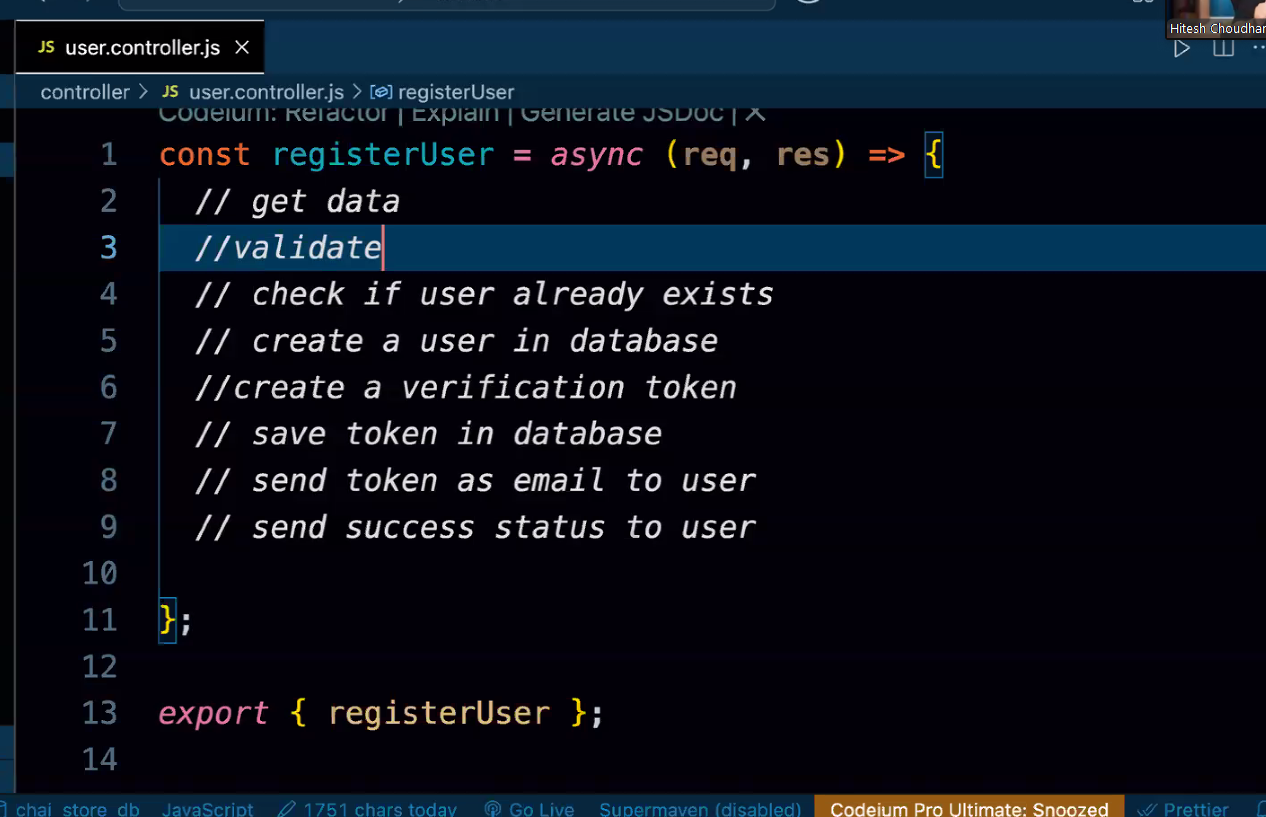 Hitesh Choudhar
JS user.controller.js ×
controller > JS user.controller.js > registerUser
Codeium: Refactor | Explain | Generate JSDoc | ×
1 const registerUser = async (req, res) => {
2 // get data
3 //validate
4 // check if user already exists
5 // create a user in database
6 //create a verification token
7 // save token in database
8 // send token as email to user
9 // send success status to user
10
11 };
12
13 export { registerUser };
14
chai_store_db JavaScript 1751 chars today Go Live Supermaven (disabled) Codeium Pro Ultimate: Snoozed Prettier